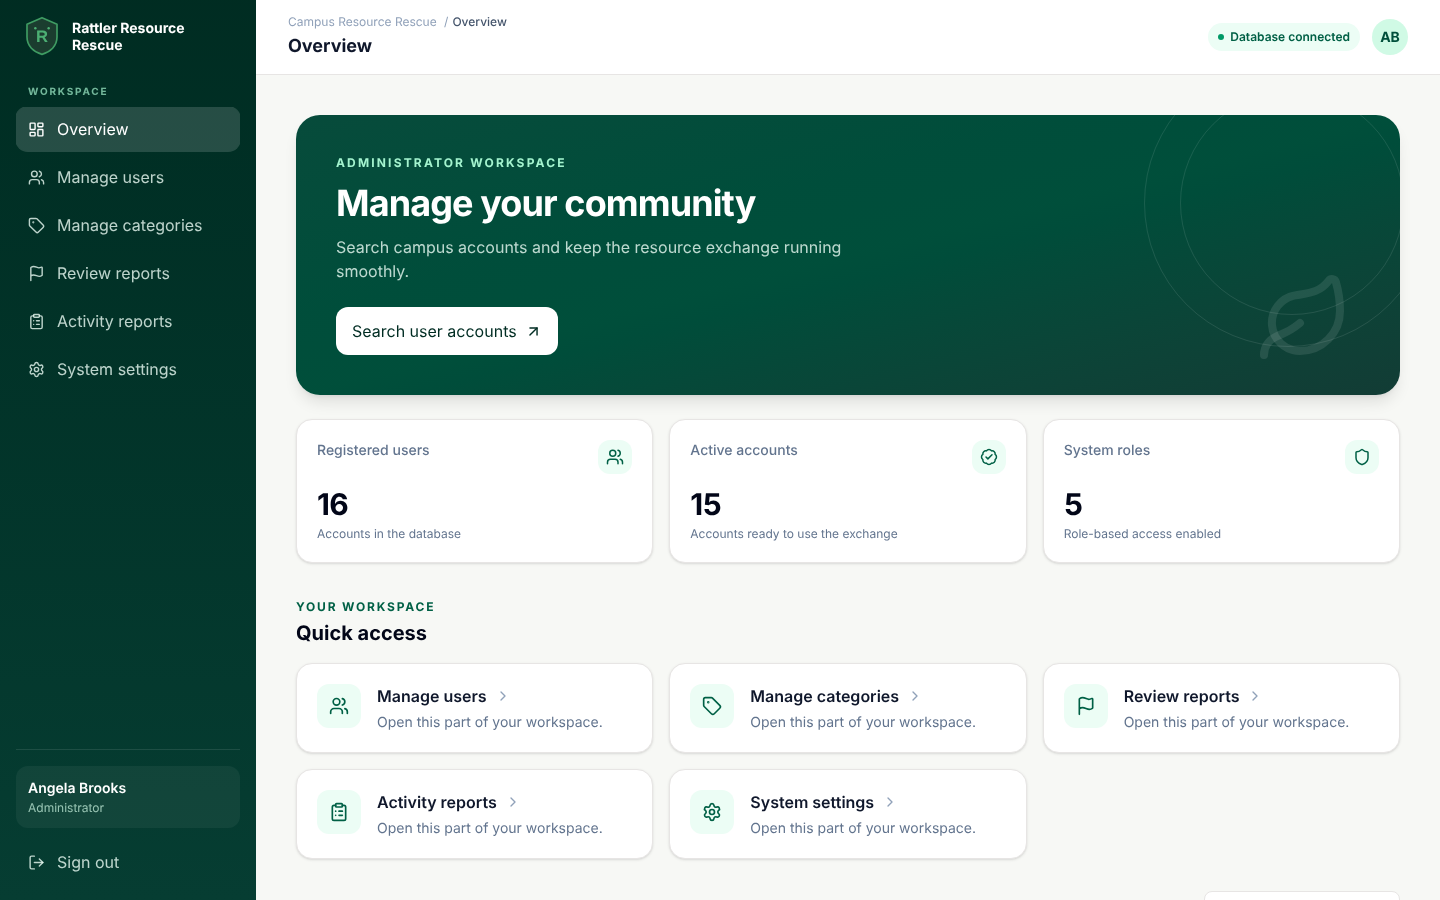 R
Rattler Resource
Rescue
WORKSPACE
Overview
Manage users
Manage categories
Review reports
Activity reports
System settings
Angela Brooks
Administrator
Sign out
Campus Resource Rescue / Overview
Overview
Database connected
AB
ADMINISTRATOR WORKSPACE
Manage your community
Search campus accounts and keep the resource exchange running
smoothly.
Search user accounts
Registered users
16
Accounts in the database
Active accounts
15
Accounts ready to use the exchange
System roles
5
Role-based access enabled
YOUR WORKSPACE
Quick access
Manage users
Open this part of your workspace.
Manage categories
Open this part of your workspace.
Review reports
Open this part of your workspace.
Activity reports
Open this part of your workspace.
System settings
Open this part of your workspace.